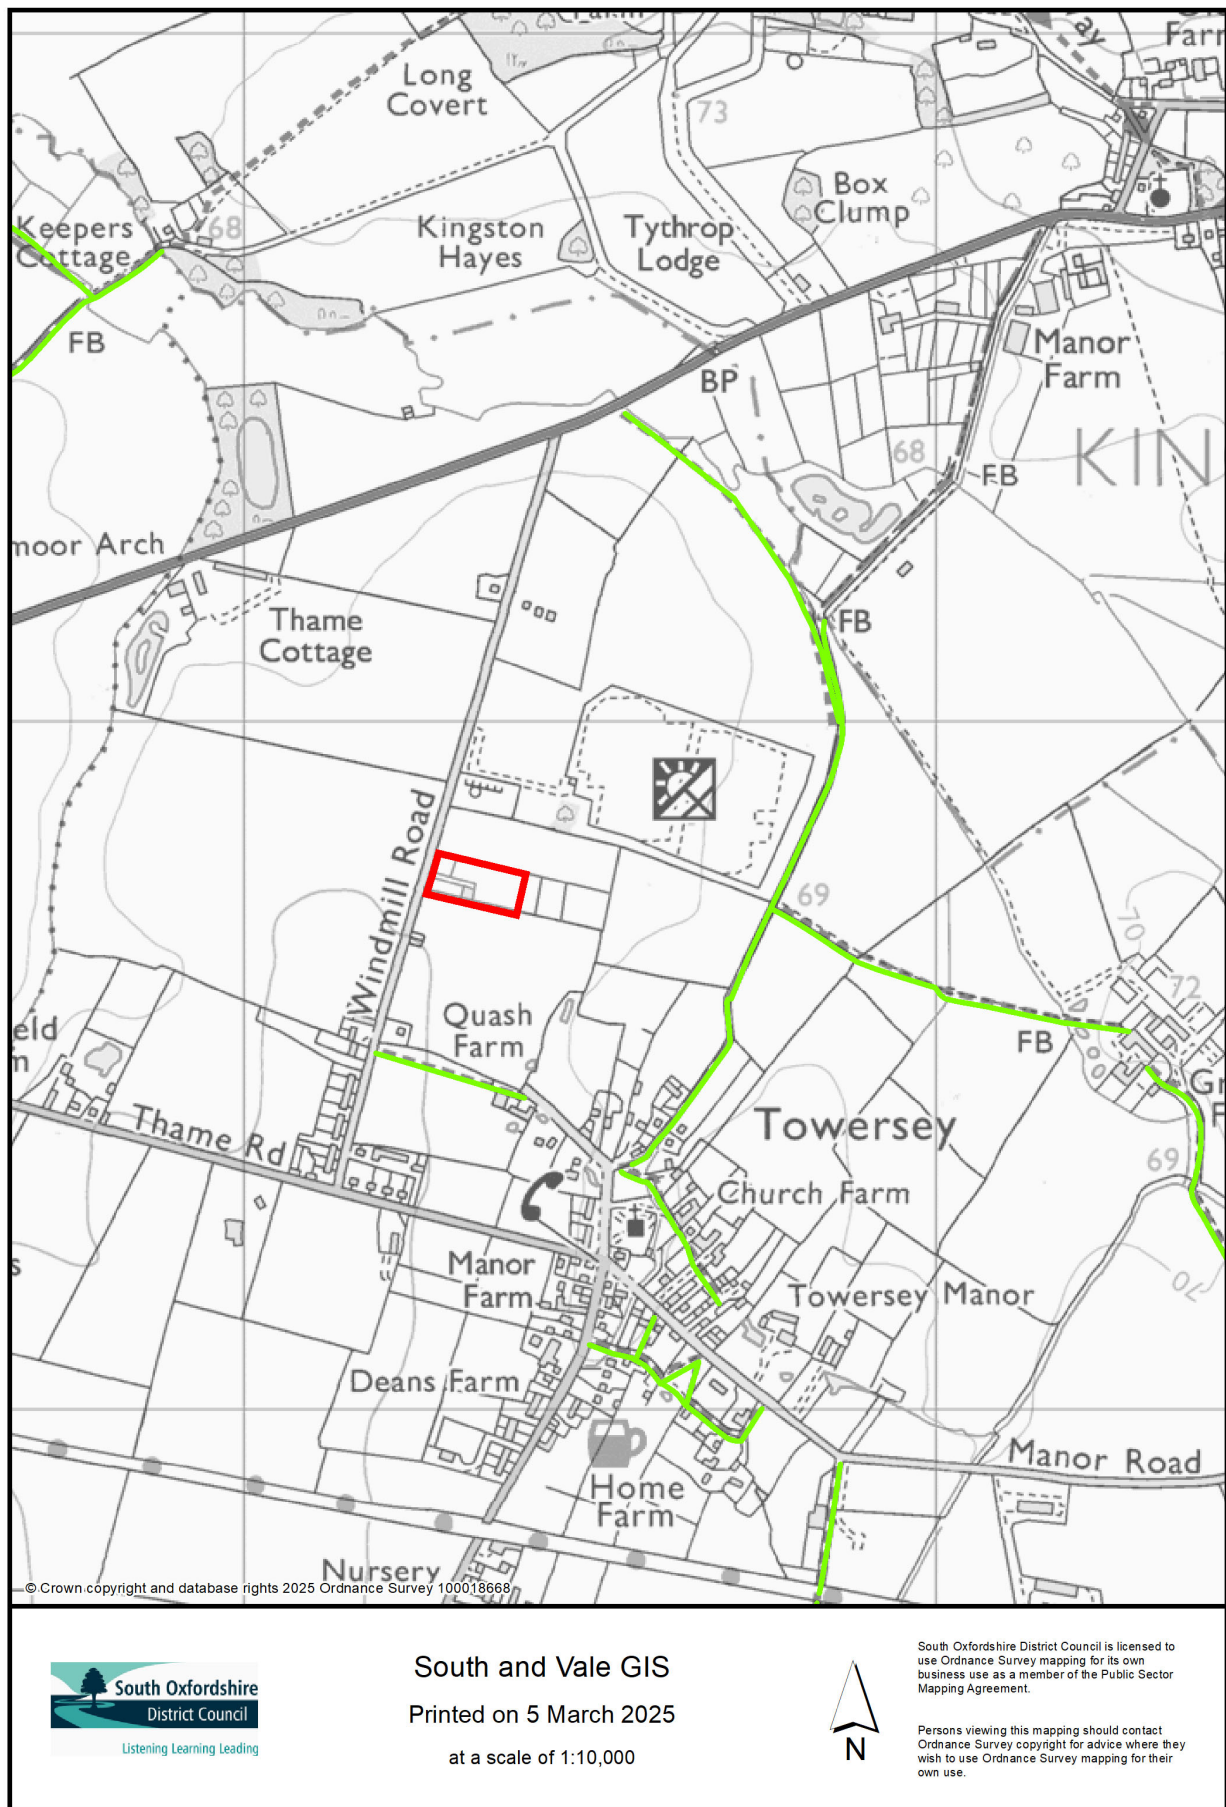 Farm
ay
Farr
Long
Covert
73
Box
Clump
Keepers
Cottage
68
Kingston
Hayes
Tythrop
Lodge
FB
Manor
Farm
BP
68
KIN
FB
moor Arch
Thame
Cottage
FB
Windmill Road
69
70
72
Quash
Farm
eld
m
FB
Gr
F
Thame Rd
Towersey
69
Church Farm
s
Manor
Farm
Towersey Manor
70
Deans Farm
Manor Road
Home
Farm
Nursery
© Crown copyright and database rights 2025 Ordnance Survey 100018668
South Oxfordshire
District Council
Listening Learning Leading
South and Vale GIS
Printed on 5 March 2025
at a scale of 1:10,000
N
South Oxfordshire District Council is licensed to
use Ordnance Survey mapping for its own
business use as a member of the Public Sector
Mapping Agreement.
Persons viewing this mapping should contact
Ordnance Survey copyright for advice where they
wish to use Ordnance Survey mapping for their
own use.